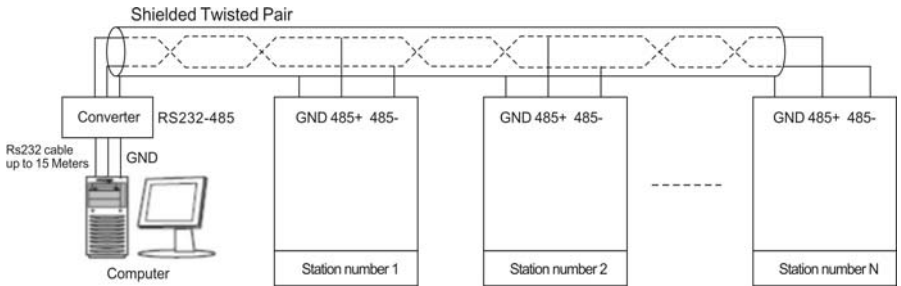 Shielded Twisted Pair
Converter
RS232-485
Rs232 cable
up to 15 Meters
GND
Computer
GND 485+ 485-
Station number 1
GND 485+ 485-
Station number 2
GND 485+ 485-
Station number N